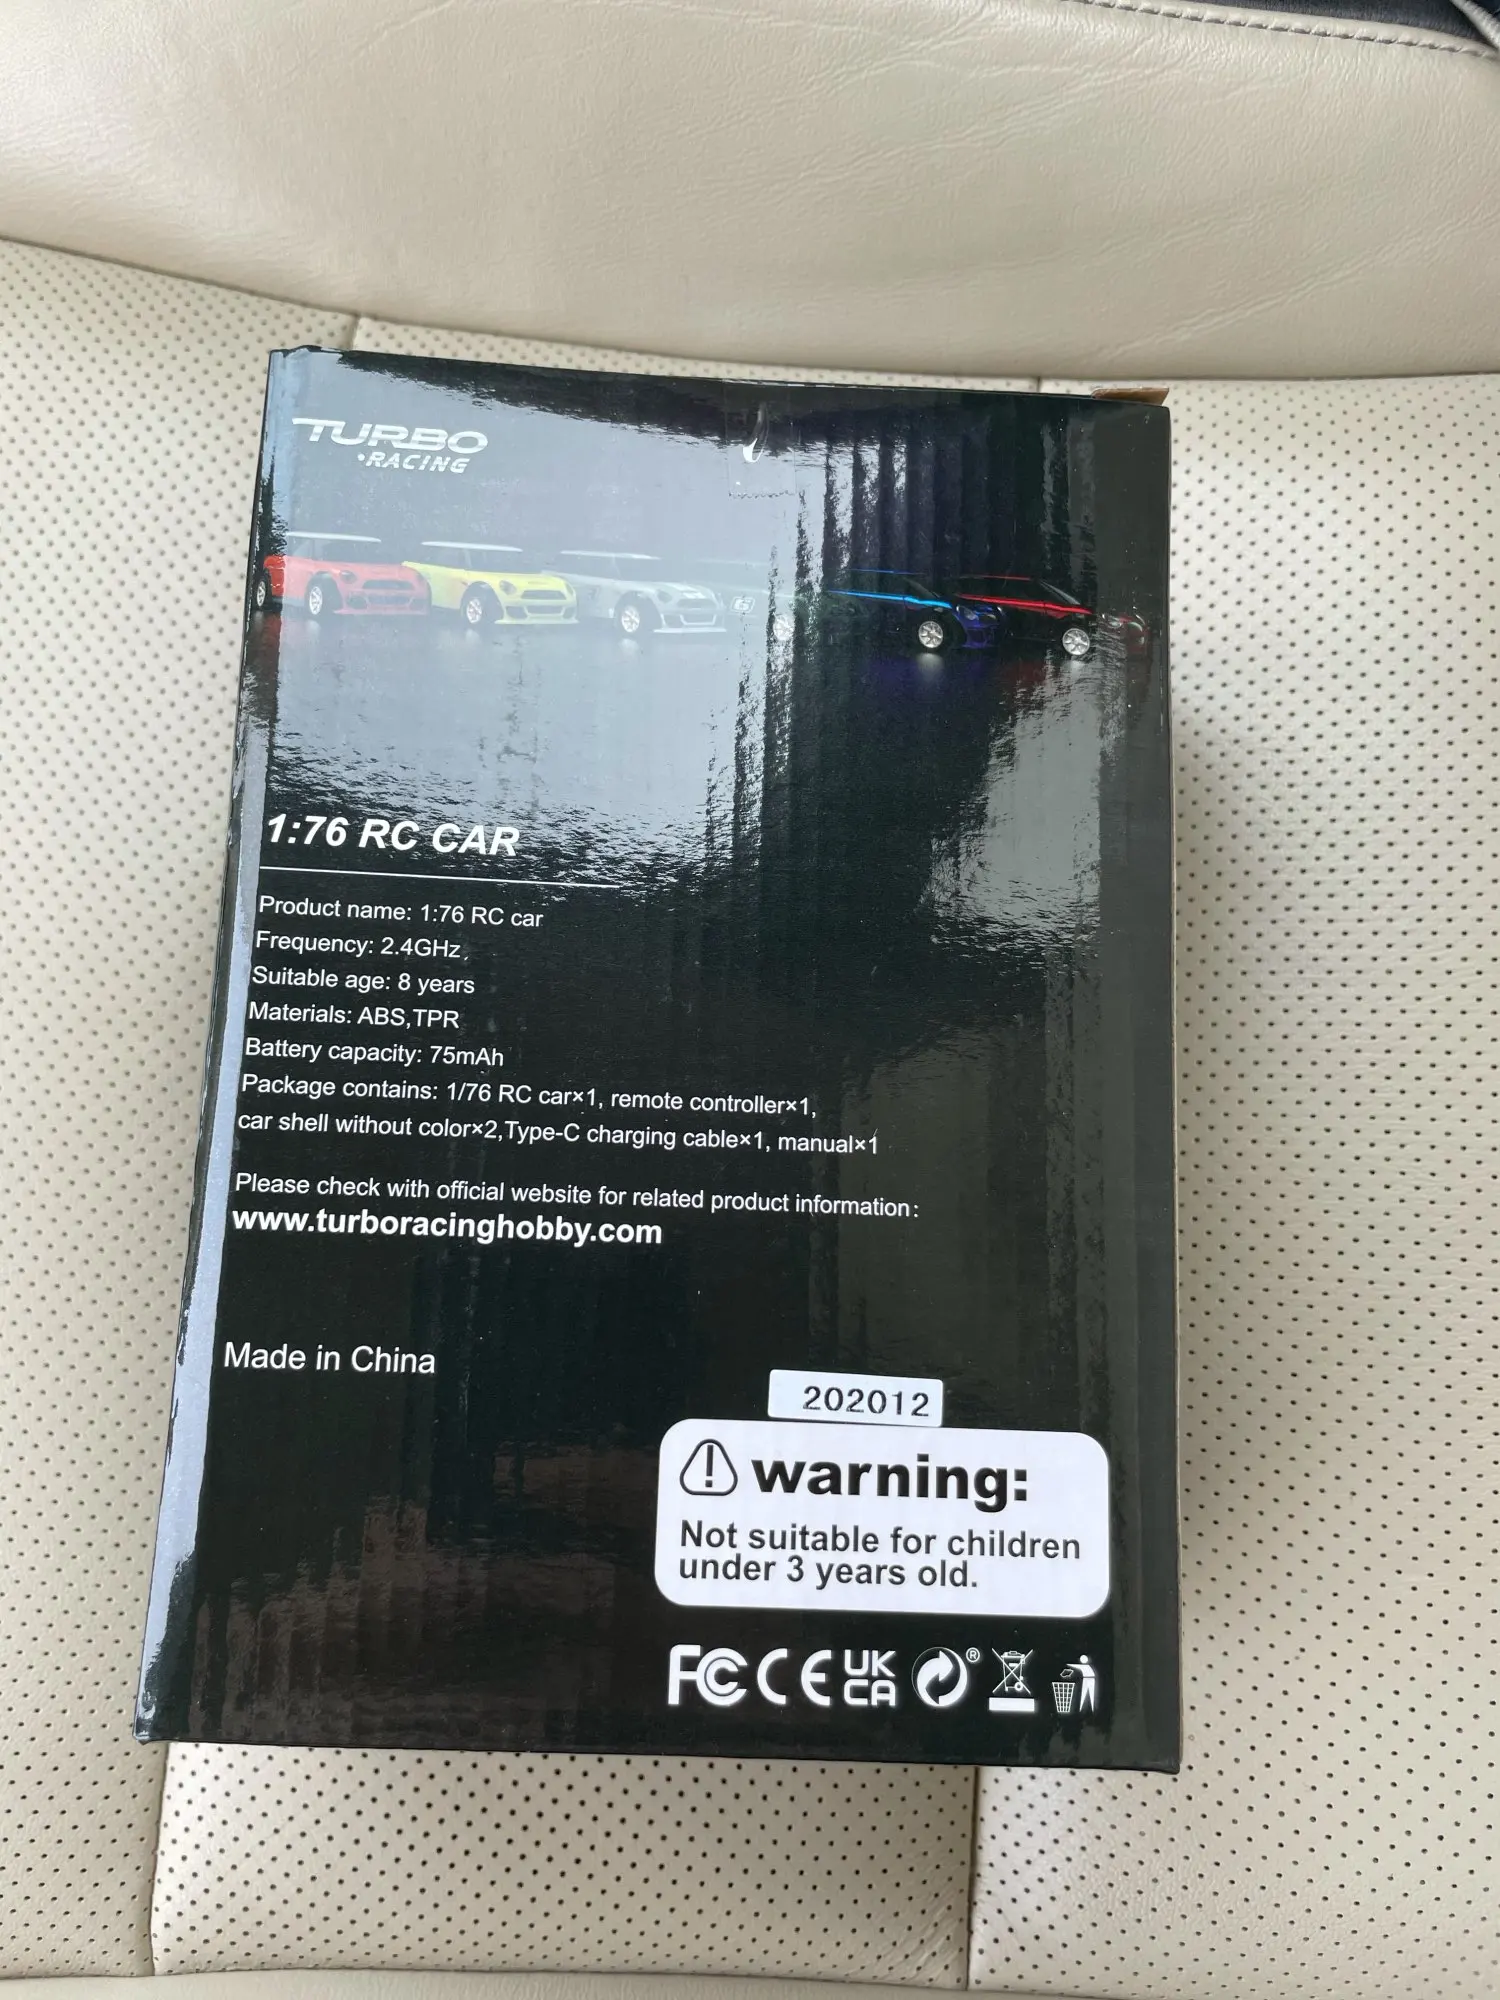 TURBO
•RACING
1:76 RC CAR
Product name: 1:76 RC car
Frequency: 2.4GHz,
Suitable age: 8 years
Materials: ABS,TPR
Battery capacity: 75mAh
Package contains: 1/76 RC car×1, remote controller×1,
car shell without color×2,Type-C charging cable×1, manual×1
Please check with official website for related product information:
www.turboracinghobby.com
Made in China
202012
warning:
Not suitable for children
under 3 years old.
FC CE UK CA ®